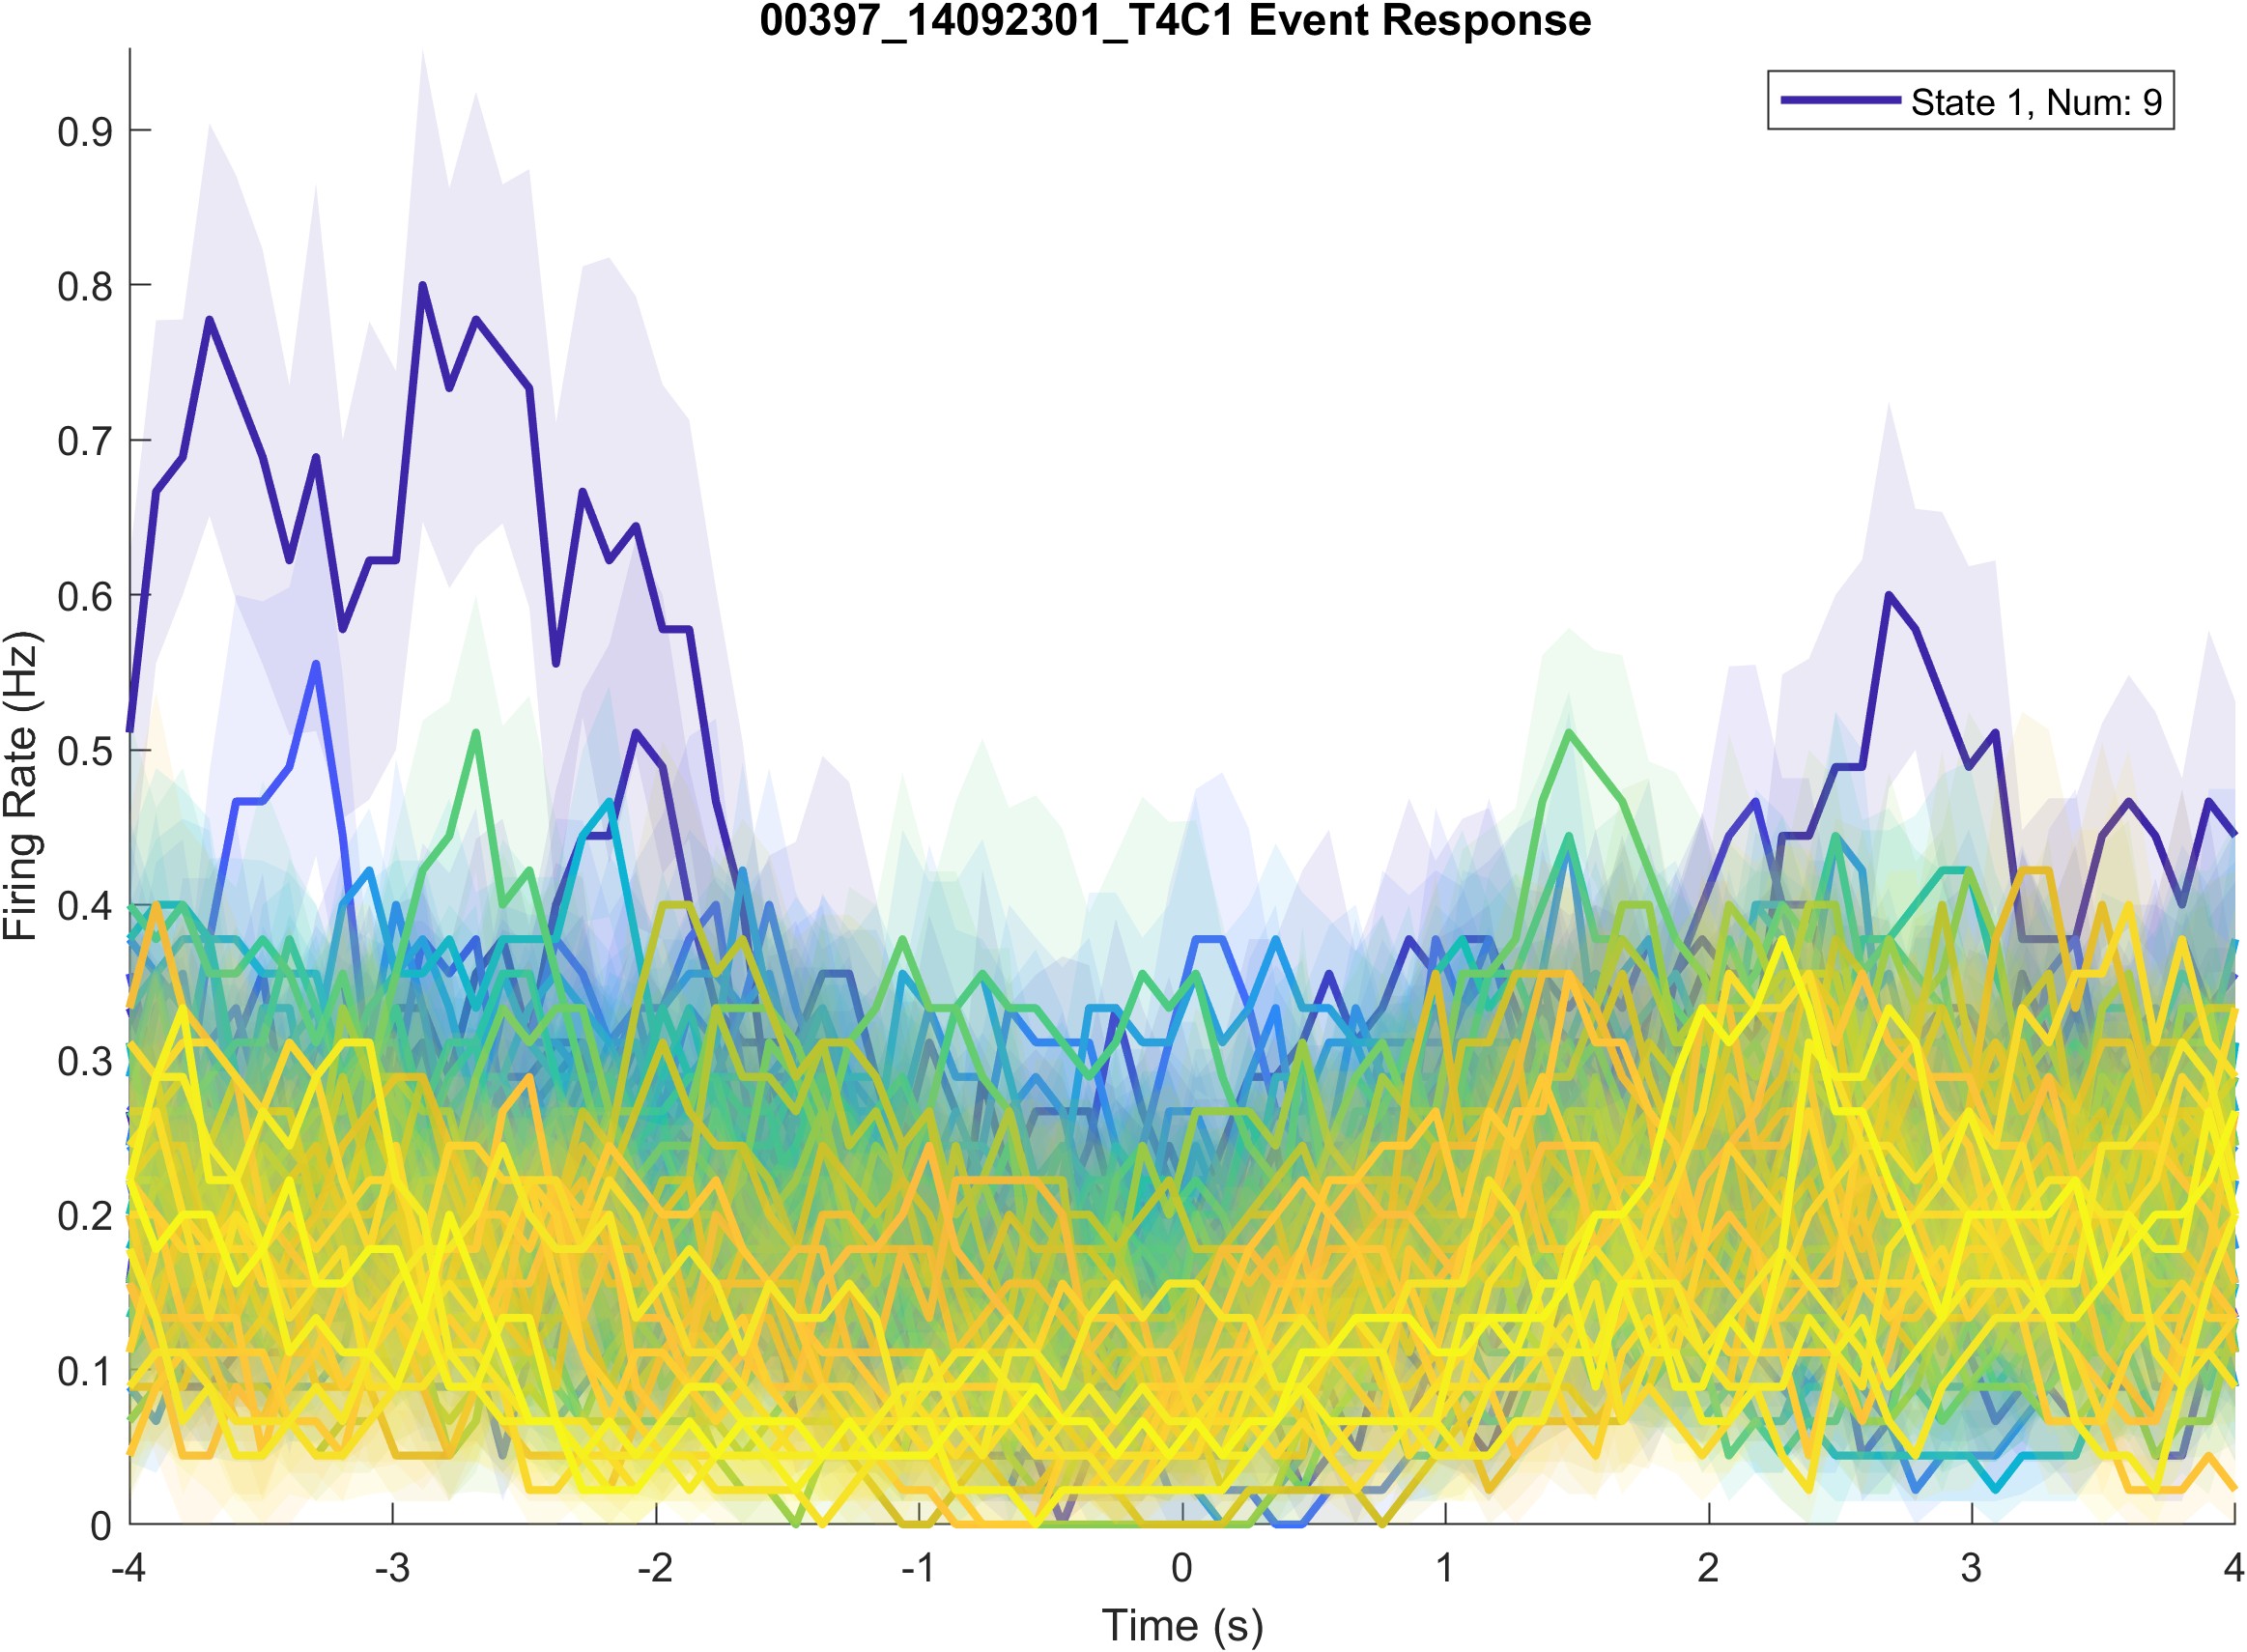 00397_14092301_T4C1 Event Response
State 1, Num: 9
Firing Rate (Hz)
0.9
0.8
0.7
0.6
0.5
0.4
0.3
0.2
0.1
0
-4 -3 -2 -1 0 1 2 3 4
Time (s)